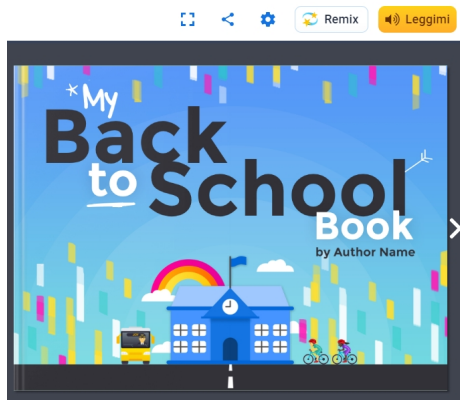 Remix
Leggimi
*My
Back
to
School
Book
by Author Name